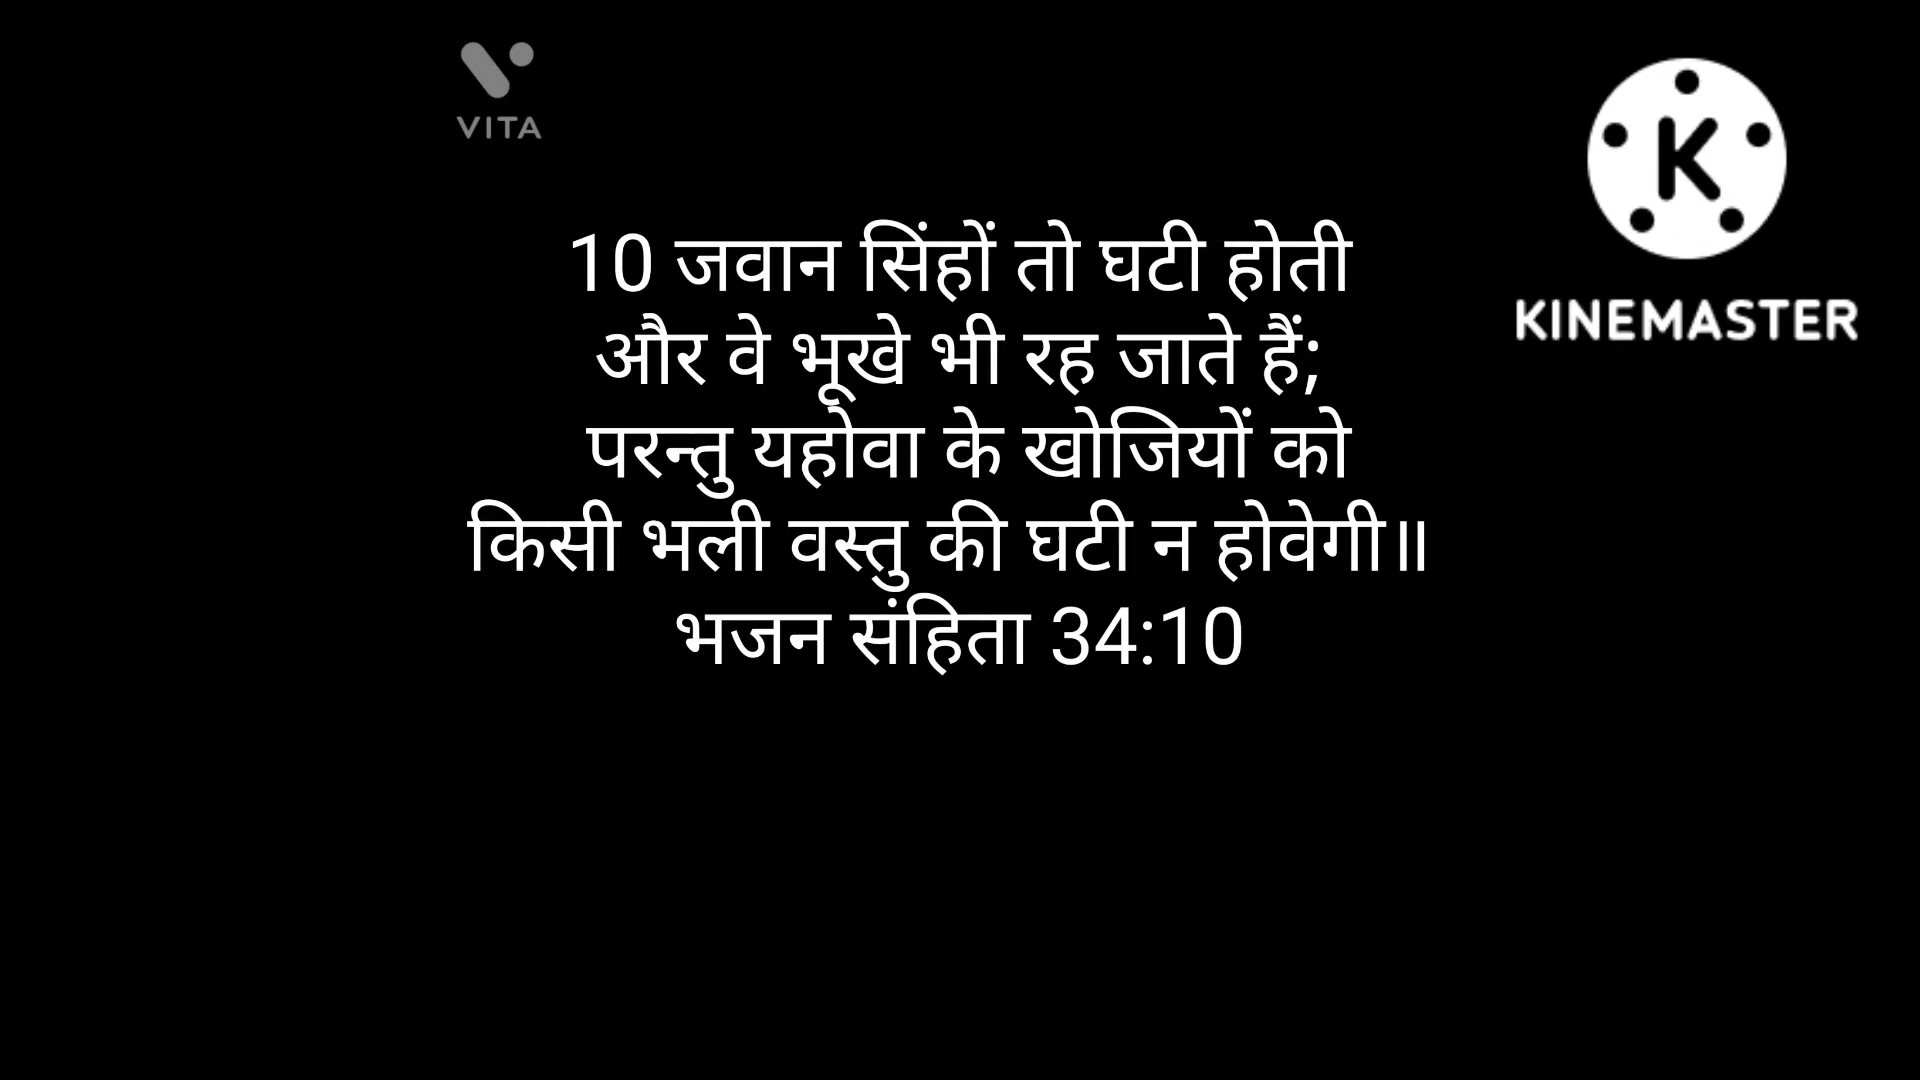 VITA
KINEMASTER
10 जवान सिंहों तो घटी होती
और वे भूखे भी रह जाते हैं;
परन्तु यहोवा के खोजियों को
किसी भली वस्तु की घटी न होवेगी॥
भजन संहिता 34:10